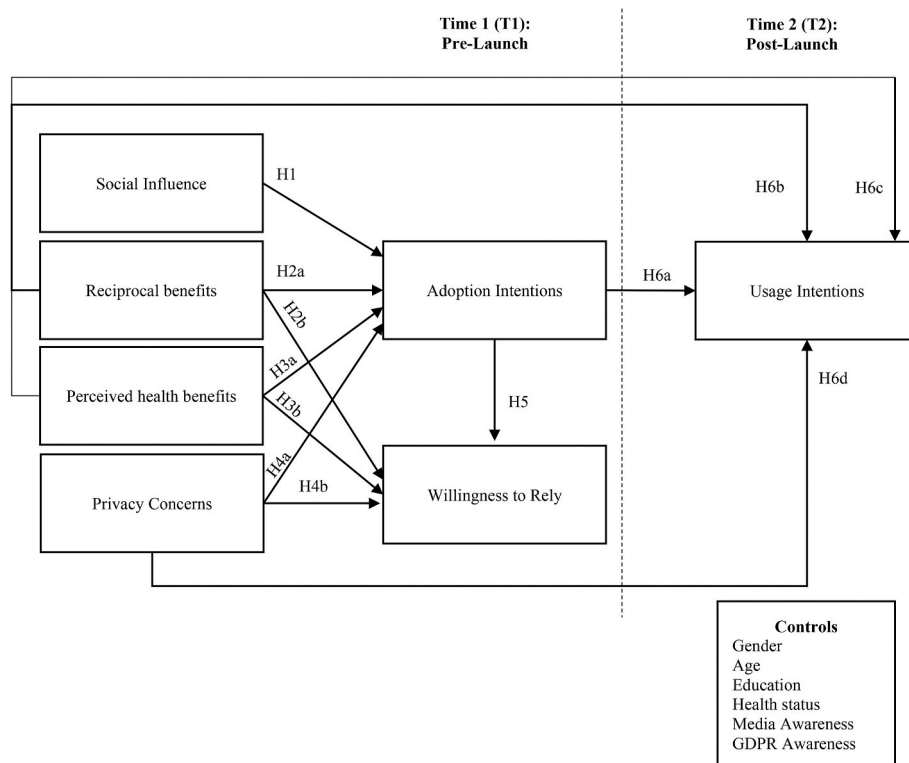 Time 1 (T1):
Pre-Launch
Time 2 (T2):
Post-Launch
Social Influence
H1
H6b
H6c
Reciprocal benefits
H2a
Adoption Intentions
H6a
Usage Intentions
H2b
Perceived health benefits
H3a
H3b
H5
H6d
Privacy Concerns
H4a
H4b
Willingness to Rely
Controls
Gender
Age
Education
Health status
Media Awareness
GDPR Awareness